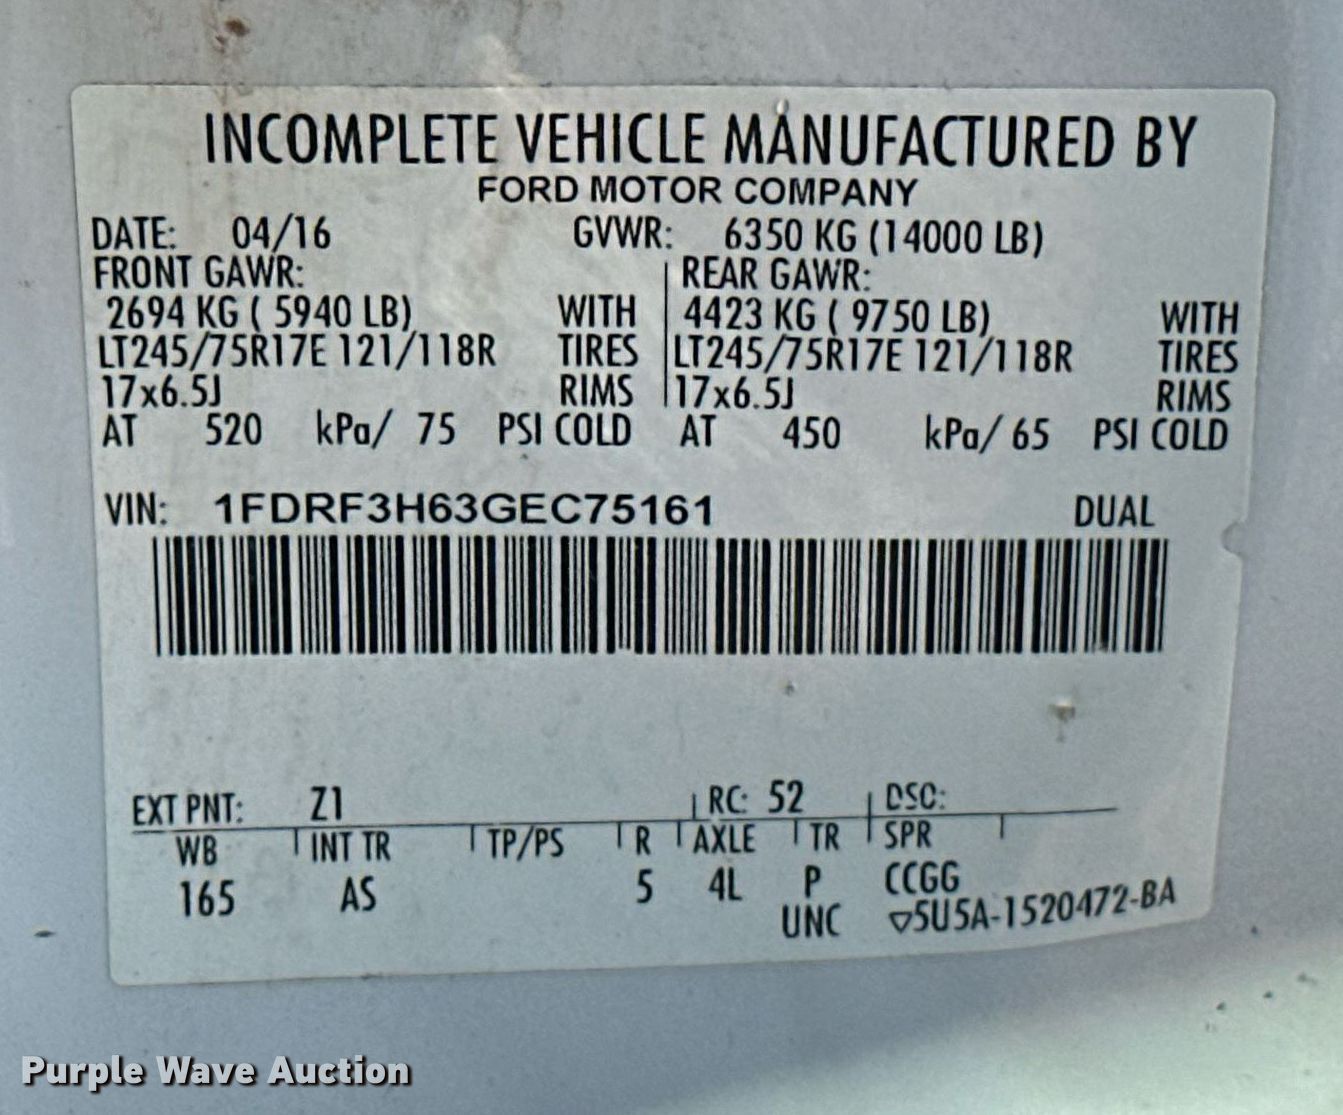 INCOMPLETE VEHICLE MANUFACTURED BY
FORD MOTOR COMPANY
DATE: 04/16 GVWR: 6350 KG (14000 LB)
FRONT GAWR: REAR GAWR:
2694 KG ( 5940 LB) WITH 4423 KG ( 9750 LB) WITH
LT245/75R17E 121/118R TIRES LT245/75R17E 121/118R TIRES
17x6.5J RIMS 17x6.5J RIMS
AT 520 kPa/ 75 PSI COLD AT 450 kPa/ 65 PSI COLD
VIN: 1FDRF3H63GEC75161 DUAL
EXT PNT: Z1 RC: 52 DSO:
WB INT TR TP/PS R AXLE TR SPR
165 AS 5 4L P CCGG
UNC ▽5U5A-1520472-BA
Purple Wave Auction